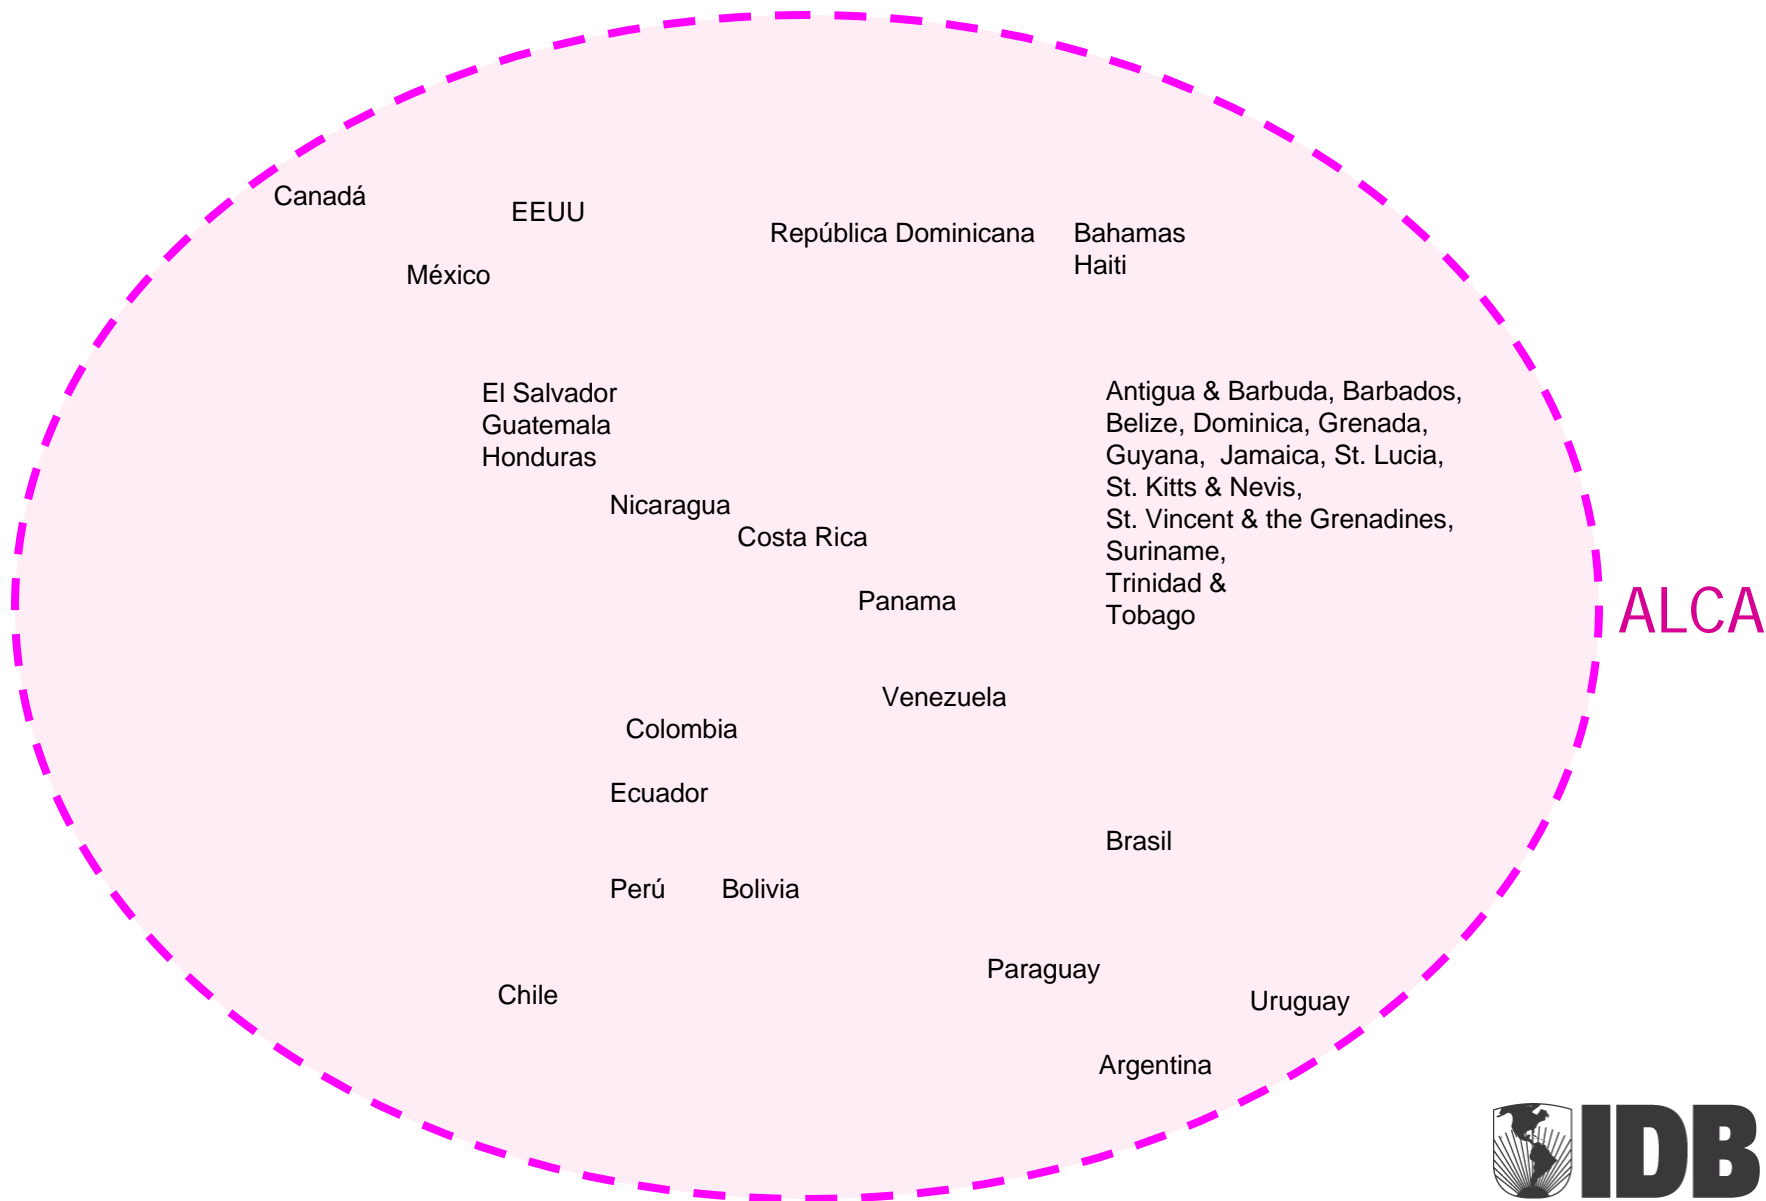 Canadá
EEUU
México
República Dominicana
Bahamas
Haiti
El Salvador
Guatemala
Honduras
Nicaragua
Costa Rica
Panama
Antigua & Barbuda, Barbados,
Belize, Dominica, Grenada,
Guyana,  Jamaica, St. Lucia,
St. Kitts & Nevis,
St. Vincent & the Grenadines,
Suriname,
Trinidad &
Tobago
ALCA
Venezuela
Colombia
Ecuador
Brasil
Perú
Bolivia
Paraguay
Chile
Uruguay
Argentina
IDB